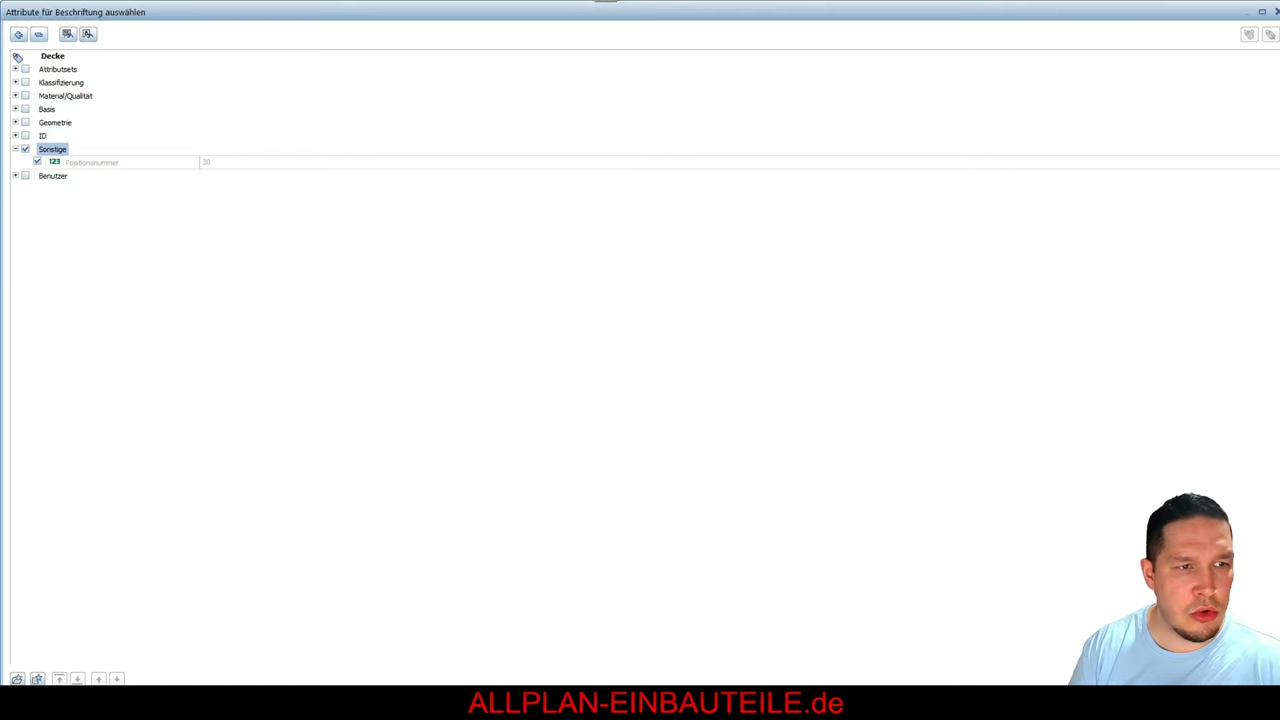 Attribute für Beschriftung auswählen
Decke
Attributsets
Klassifizierung
Material/Qualität
Basis
Geometrie
ID
Sonstige
123 Positionsnummer 30
Benutzer
ALLPLAN-EINBAUTEILE.de